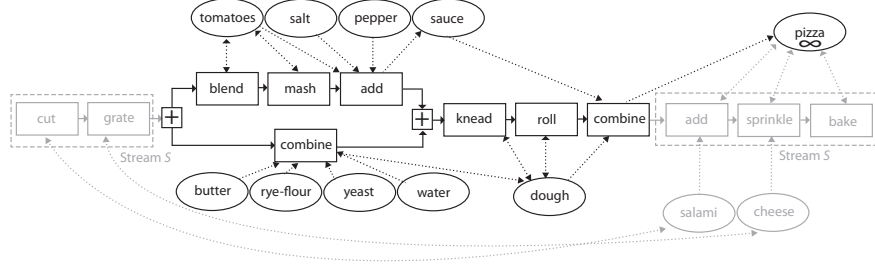 tomatoes salt pepper sauce
pizza
∞
blend mash add
cut grate + + knead roll combine add sprinkle bake
Stream S combine Stream S
butter rye-flour yeast water dough
salami cheese